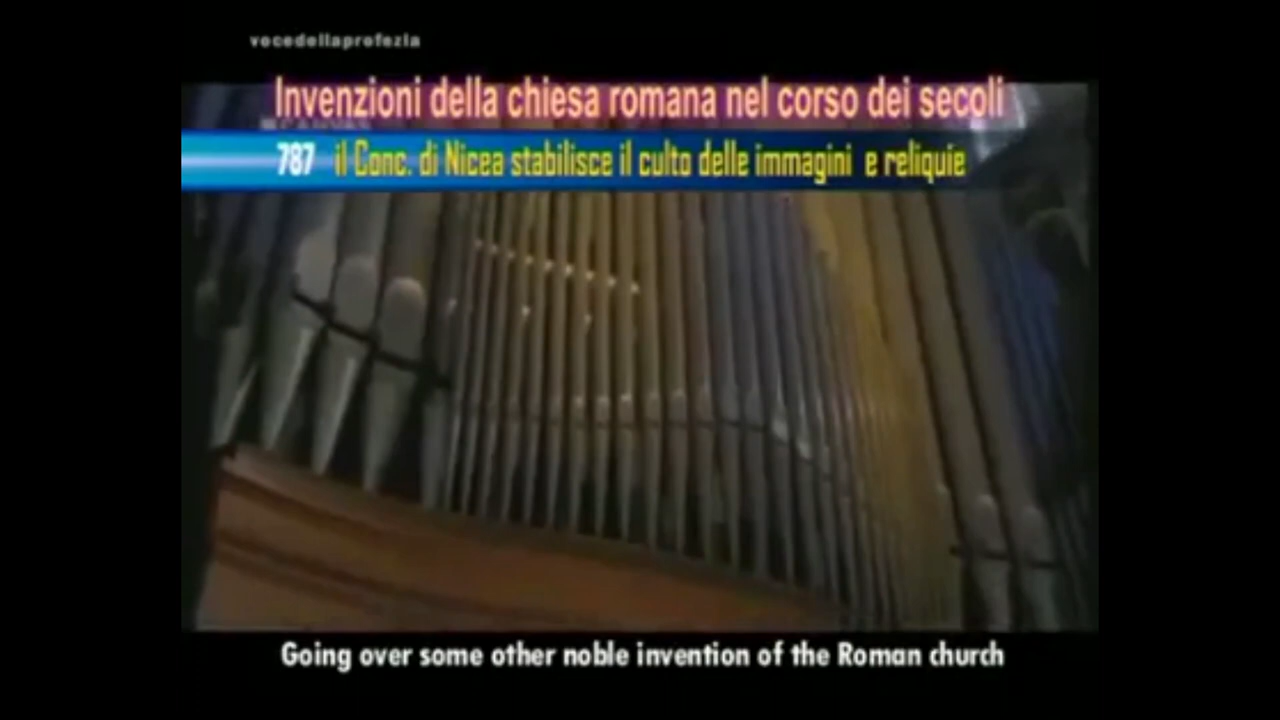 vocedellaprofezia
Invenzioni della chiesa romana nel corso dei secoli
787 il Conc. di Nicea stabilisce il culto delle immagini e reliquie
Going over some other noble invention of the Roman church